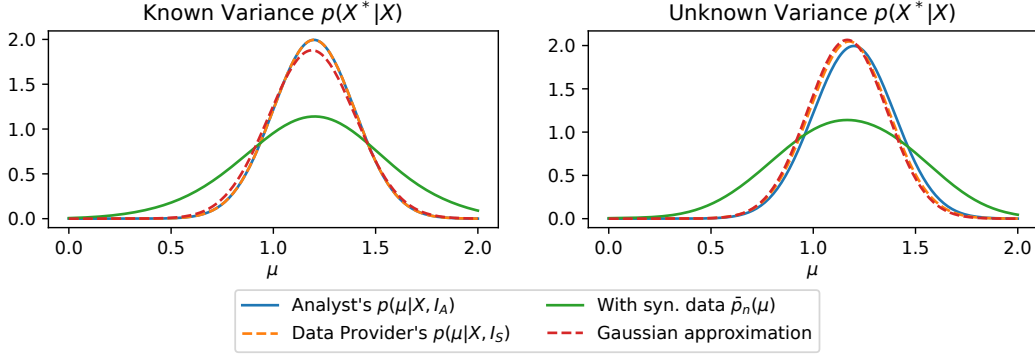 Known Variance p(X*|X)
2.0
1.5
1.0
0.5
0.0
0.0 0.5 1.0 1.5 2.0
μ
Unknown Variance p(X*|X)
2.0
1.5
1.0
0.5
0.0
0.0 0.5 1.0 1.5 2.0
μ
Analyst's p(μ|X, I_A)
Data Provider's p(μ|X, I_S)
With syn. data p̄_n(μ)
Gaussian approximation